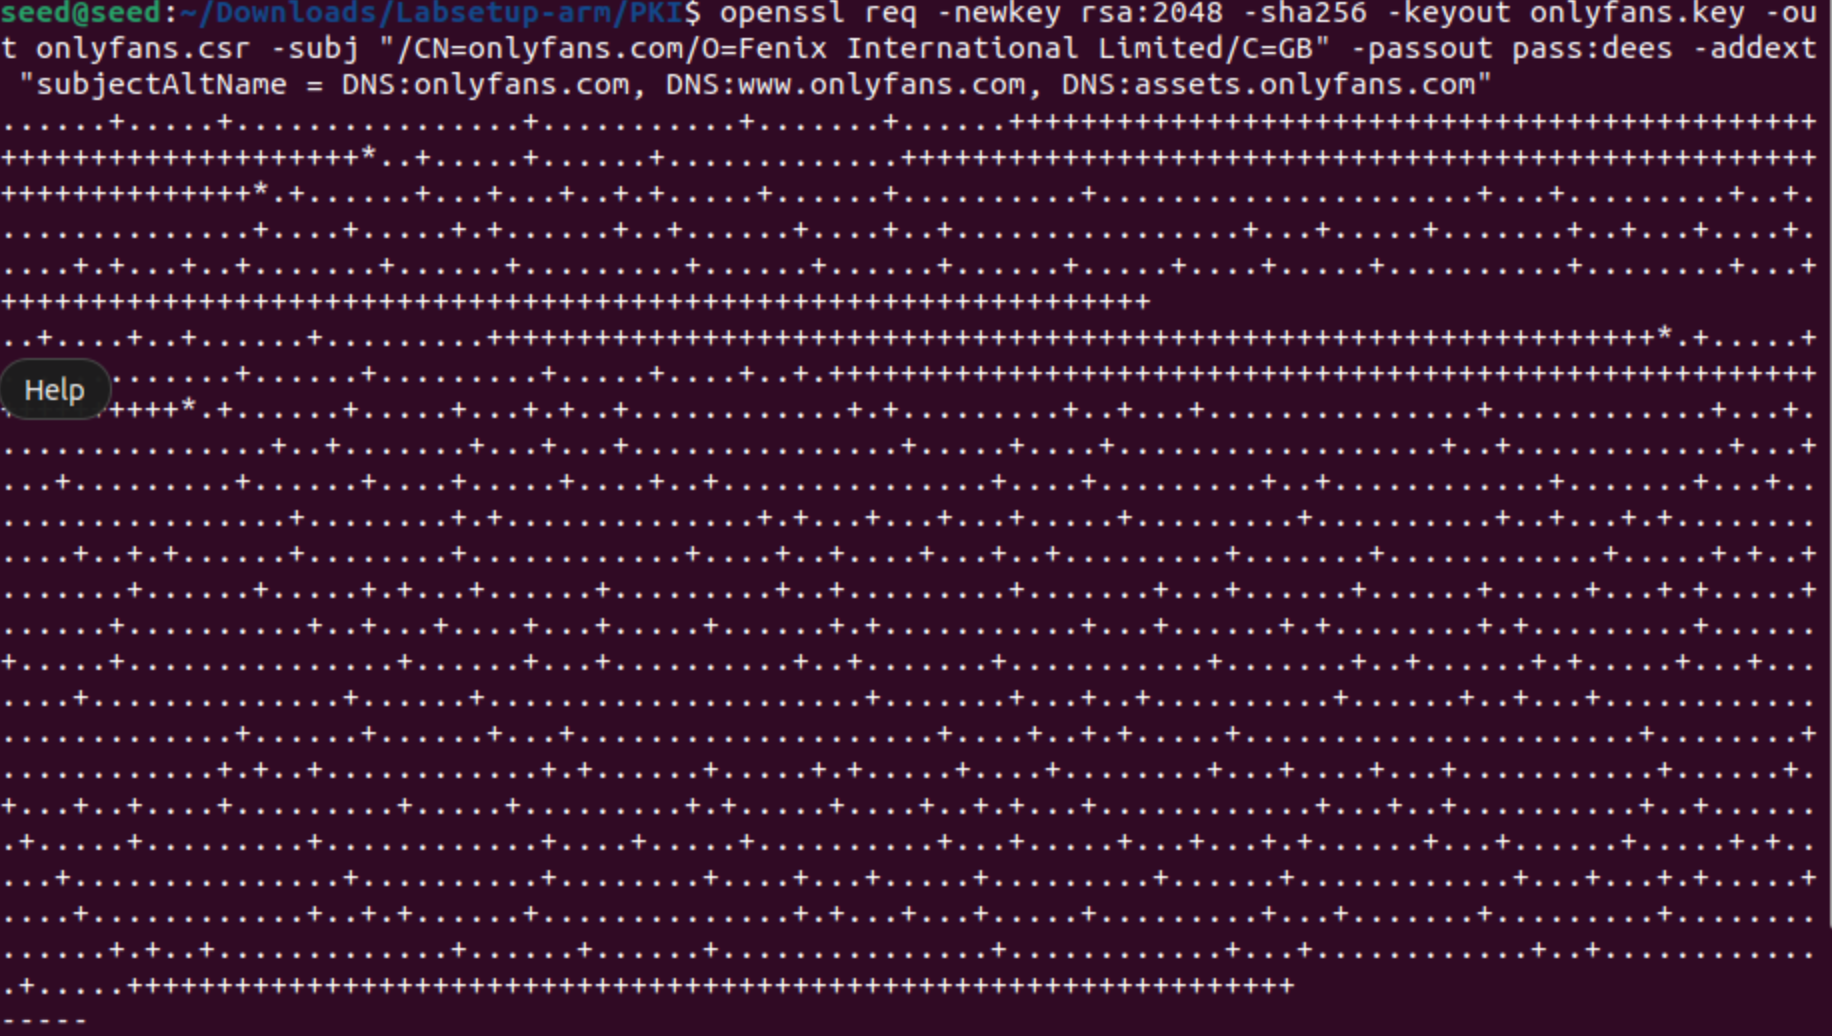 seed@seed:~/Downloads/Labsetup-arm/PKI$ openssl req -newkey rsa:2048 -sha256 -keyout onlyfans.key -ou
t onlyfans.csr -subj "/CN=onlyfans.com/O=Fenix International Limited/C=GB" -passout pass:dees -addext
 "subjectAltName = DNS:onlyfans.com, DNS:www.onlyfans.com, DNS:assets.onlyfans.com"
Help
-----